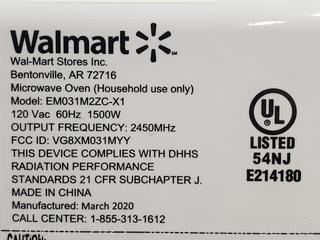 Walmart
Wal-Mart Stores Inc.
Bentonville, AR 72716
Microwave Oven (Household use only)
Model: EM031M2ZC-X1
120 Vac 60Hz 1500W
OUTPUT FREQUENCY: 2450MHz
FCC ID: VG8XM031MYY
THIS DEVICE COMPLIES WITH DHHS
RADIATION PERFORMANCE
STANDARDS 21 CFR SUBCHAPTER J.
MADE IN CHINA
Manufactured: March 2020
CALL CENTER: 1-855-313-1612
UL
LISTED
54NJ
E214180